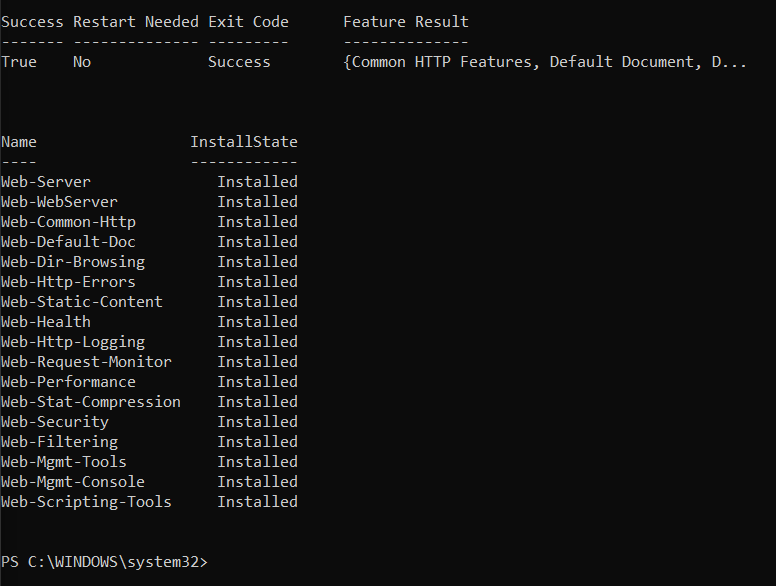 Success Restart Needed Exit Code      Feature Result
------- -------------- ---------      --------------
True    No             Success        {Common HTTP Features, Default Document, D...
Name                 InstallState
----                 ------------
Web-Server              Installed
Web-WebServer           Installed
Web-Common-Http         Installed
Web-Default-Doc         Installed
Web-Dir-Browsing        Installed
Web-Http-Errors         Installed
Web-Static-Content      Installed
Web-Health              Installed
Web-Http-Logging        Installed
Web-Request-Monitor     Installed
Web-Performance         Installed
Web-Stat-Compression    Installed
Web-Security            Installed
Web-Filtering           Installed
Web-Mgmt-Tools          Installed
Web-Mgmt-Console        Installed
Web-Scripting-Tools     Installed
PS C:\WINDOWS\system32>